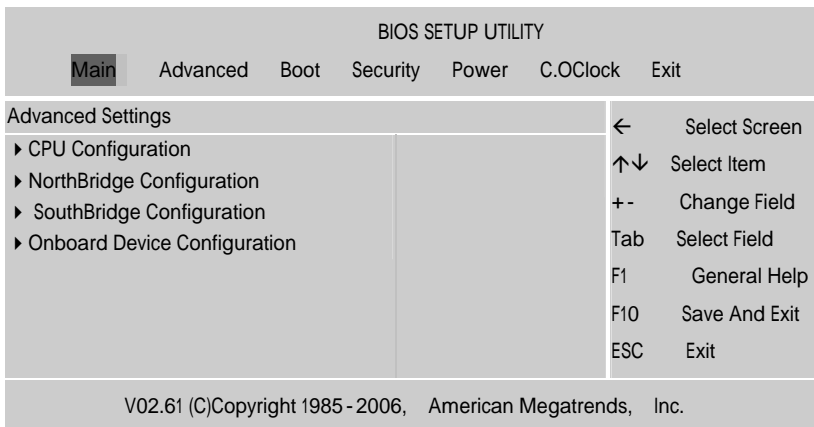 BIOS SETUP UTILITY
Main Advanced Boot Security Power C.OClock Exit
Advanced Settings
CPU Configuration
NorthBridge Configuration
SouthBridge Configuration
Onboard Device Configuration
← Select Screen
↑↓ Select Item
+ - Change Field
Tab Select Field
F1 General Help
F10 Save And Exit
ESC Exit
V02.61 (C)Copyright 1985-2006, American Megatrends, Inc.